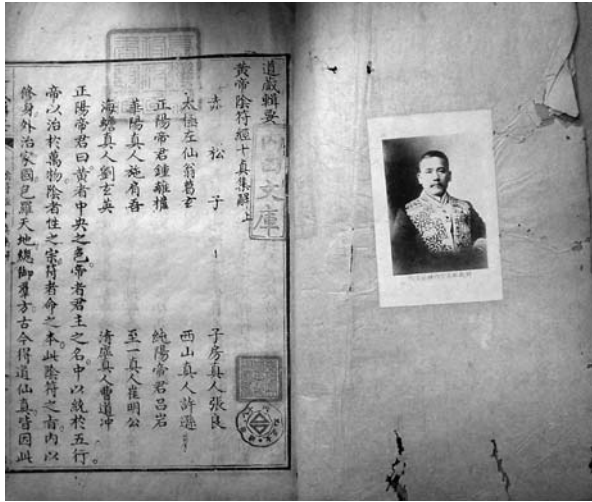 道藏輯要
黃帝陰符經十真集解上
赤松子 子房真人張良
太極左仙翁葛玄 西山真人許遜
正陽帝君鍾離權 純陽帝君呂岩
華陽真人施肩吾 至一真人崔明公
海蟾真人劉玄英 清虛真人曹道冲
正陽帝君曰黃者中央之色。帝者君主之名。中以統於五行。
帝以治於萬物。陰者性之宗。符者命之本。此陰符之旨。內以
修身外治家國。包羅天地。總御羣方。古今得道仙真。皆因此
文庫